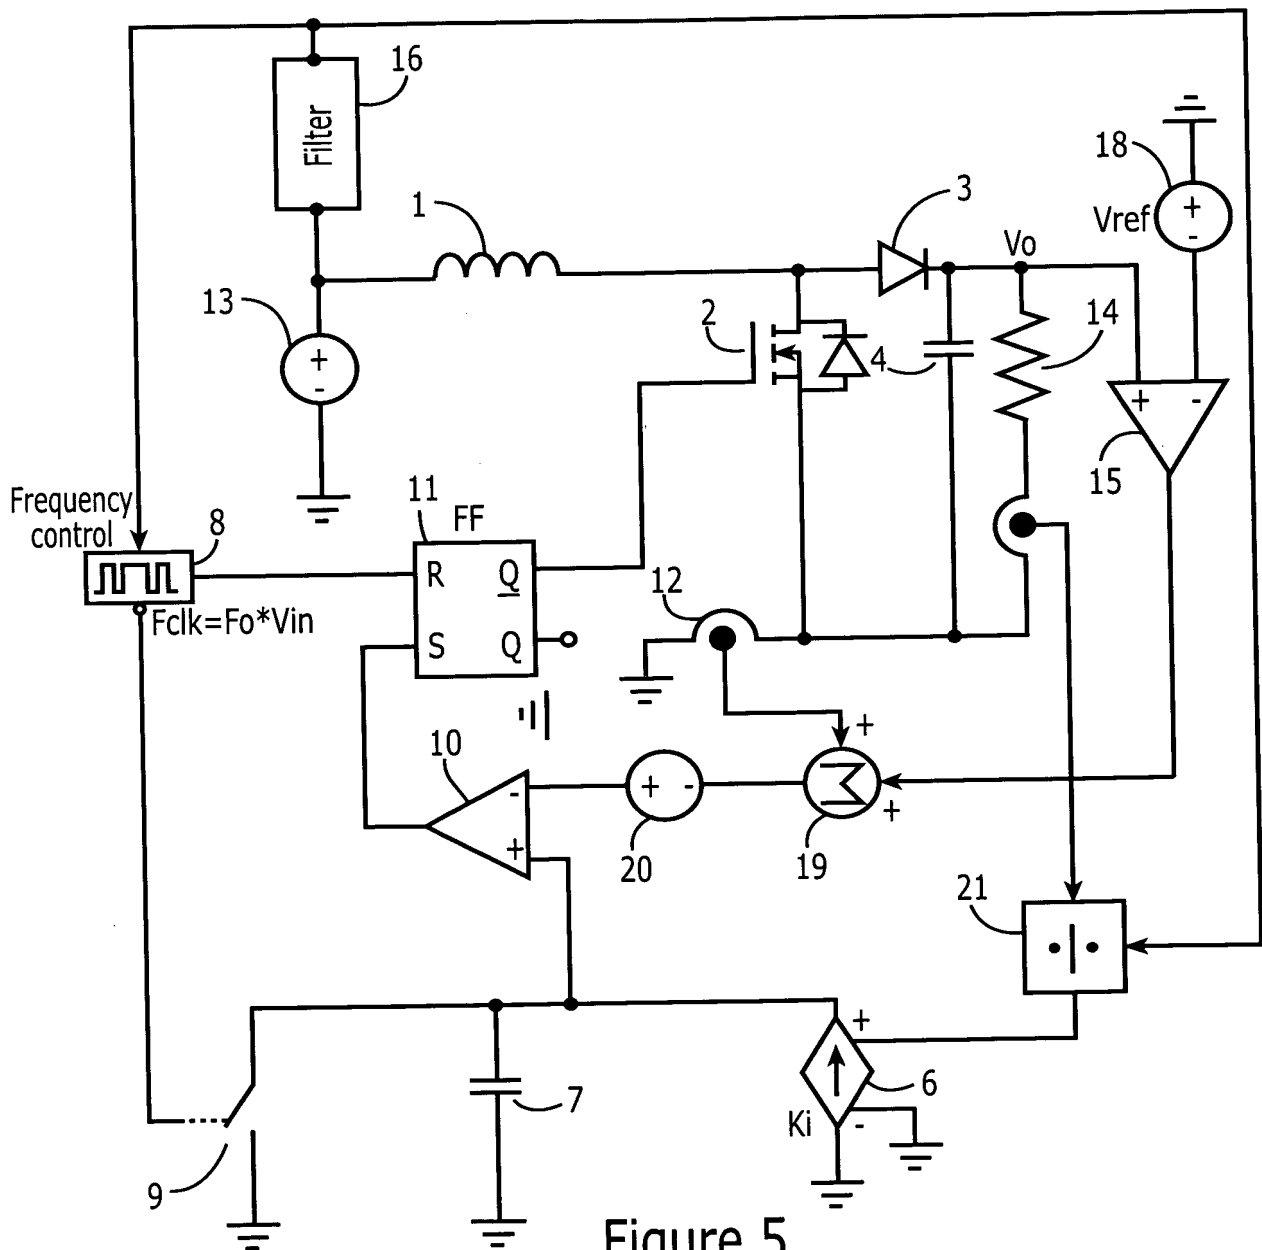 16
Filter
18
Vref
+
-
1
3
Vo
13
+
-
2
4
14
+ -
15
Frequency
control
8
11
FF
R Q
S Q
Fclk=Fo*Vin
12
+
10
-
+
+ -
20
Σ
19
+
21
+
6
Ki
-
7
9
Figure 5